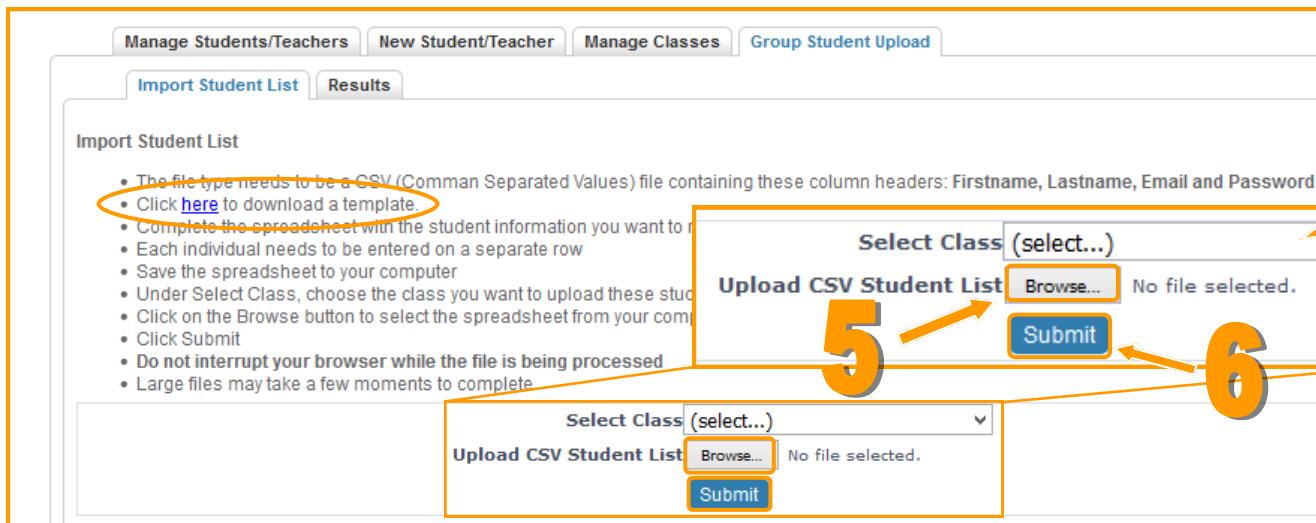 Manage Students/Teachers New Student/Teacher Manage Classes Group Student Upload
Import Student List Results
Import Student List
• The file type needs to be a CSV (Comman Separated Values) file containing these column headers: Firstname, Lastname, Email and Password
• Click here to download a template.
• Complete the spreadsheet with the student information you want to
• Each individual needs to be entered on a separate row
• Save the spreadsheet to your computer
• Under Select Class, choose the class you want to upload these
• Click on the Browse button to select the spreadsheet from your
• Click Submit
• Do not interrupt your browser while the file is being processed
• Large files may take a few moments to complete
Select Class (select...)
Upload CSV Student List Browse... No file selected.
Submit
5
6
Select Class (select...)
Upload CSV Student List Browse... No file selected.
Submit